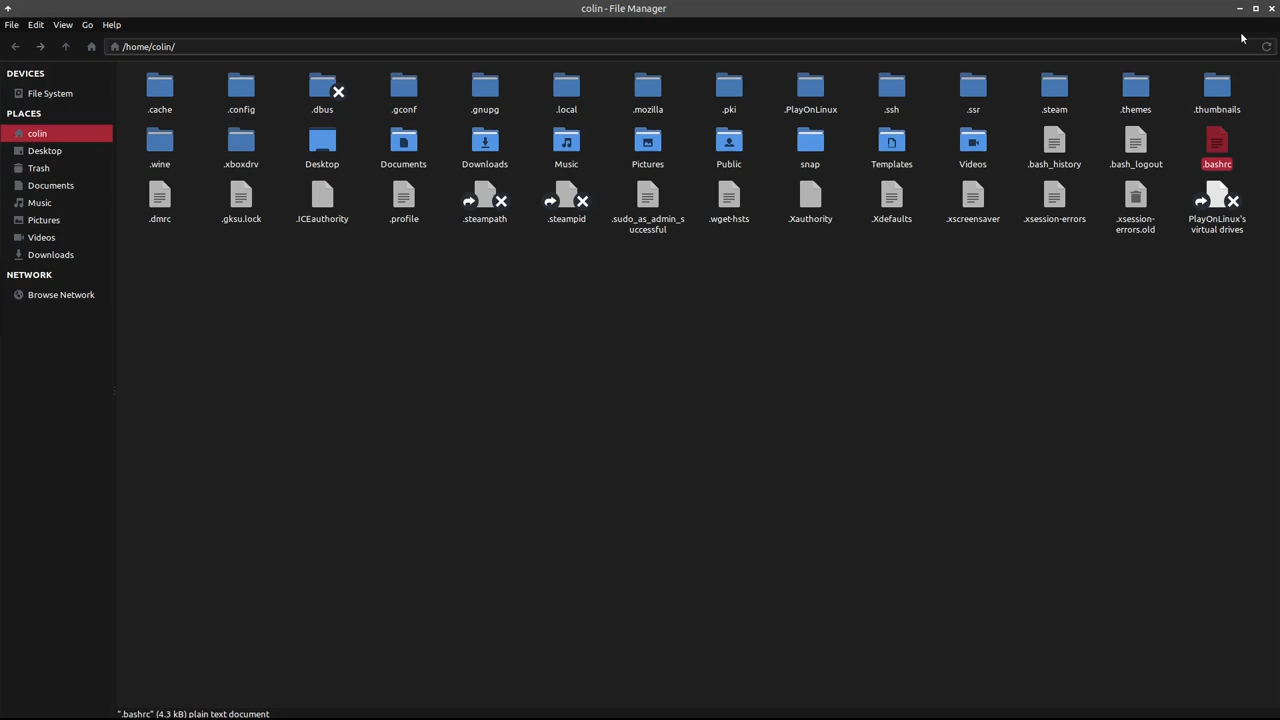 colin - File Manager
File Edit View Go Help
/home/colin/
DEVICES
File System
PLACES
colin
Desktop
Trash
Documents
Music
Pictures
Videos
Downloads
NETWORK
Browse Network
.cache .config .dbus .gconf .gnupg .local .mozilla .pki .PlayOnLinux .ssh .ssr .steam .themes .thumbnails
.wine .xboxdrv Desktop Documents Downloads Music Pictures Public snap Templates Videos .bash_history .bash_logout .bashrc
.dmrc .gksu.lock .ICEauthority .profile .steampath .steampid .sudo_as_admin_s .wget-hsts .Xauthority .Xdefaults .xscreensaver .xsession-errors .xsession- PlayOnLinux's
uccessful errors.old virtual drives
".bashrc" (4.3 kB) plain text document